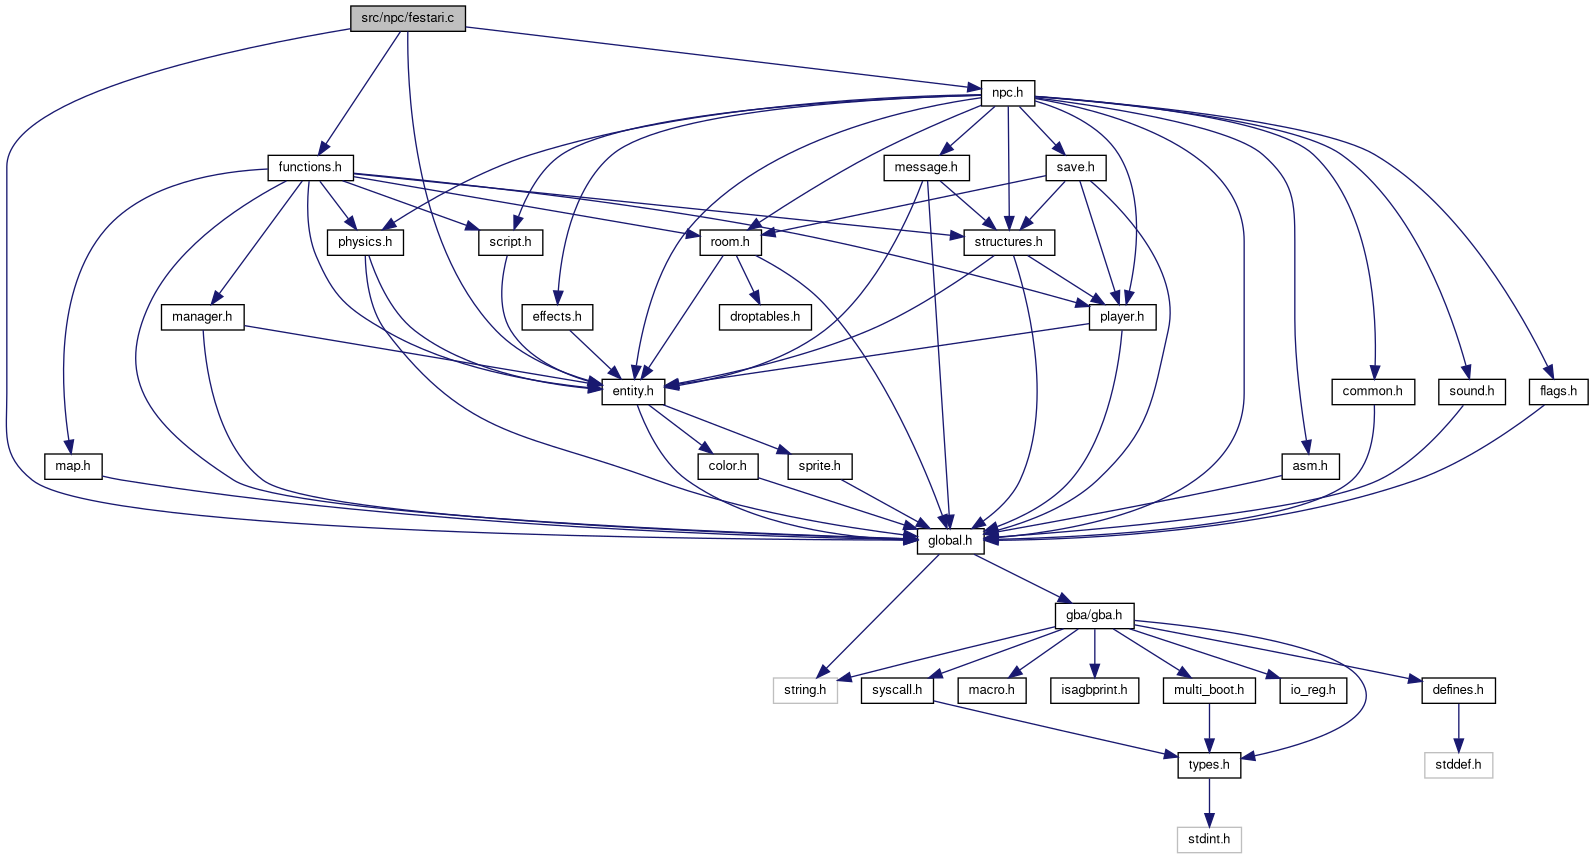 src/npc/festari.c
npc.h
functions.h
message.h
save.h
physics.h
script.h
room.h
structures.h
manager.h
effects.h
droptables.h
player.h
entity.h
common.h
sound.h
flags.h
map.h
color.h
sprite.h
asm.h
global.h
gba/gba.h
string.h
syscall.h
macro.h
isagbprint.h
multi_boot.h
io_reg.h
defines.h
types.h
stddef.h
stdint.h